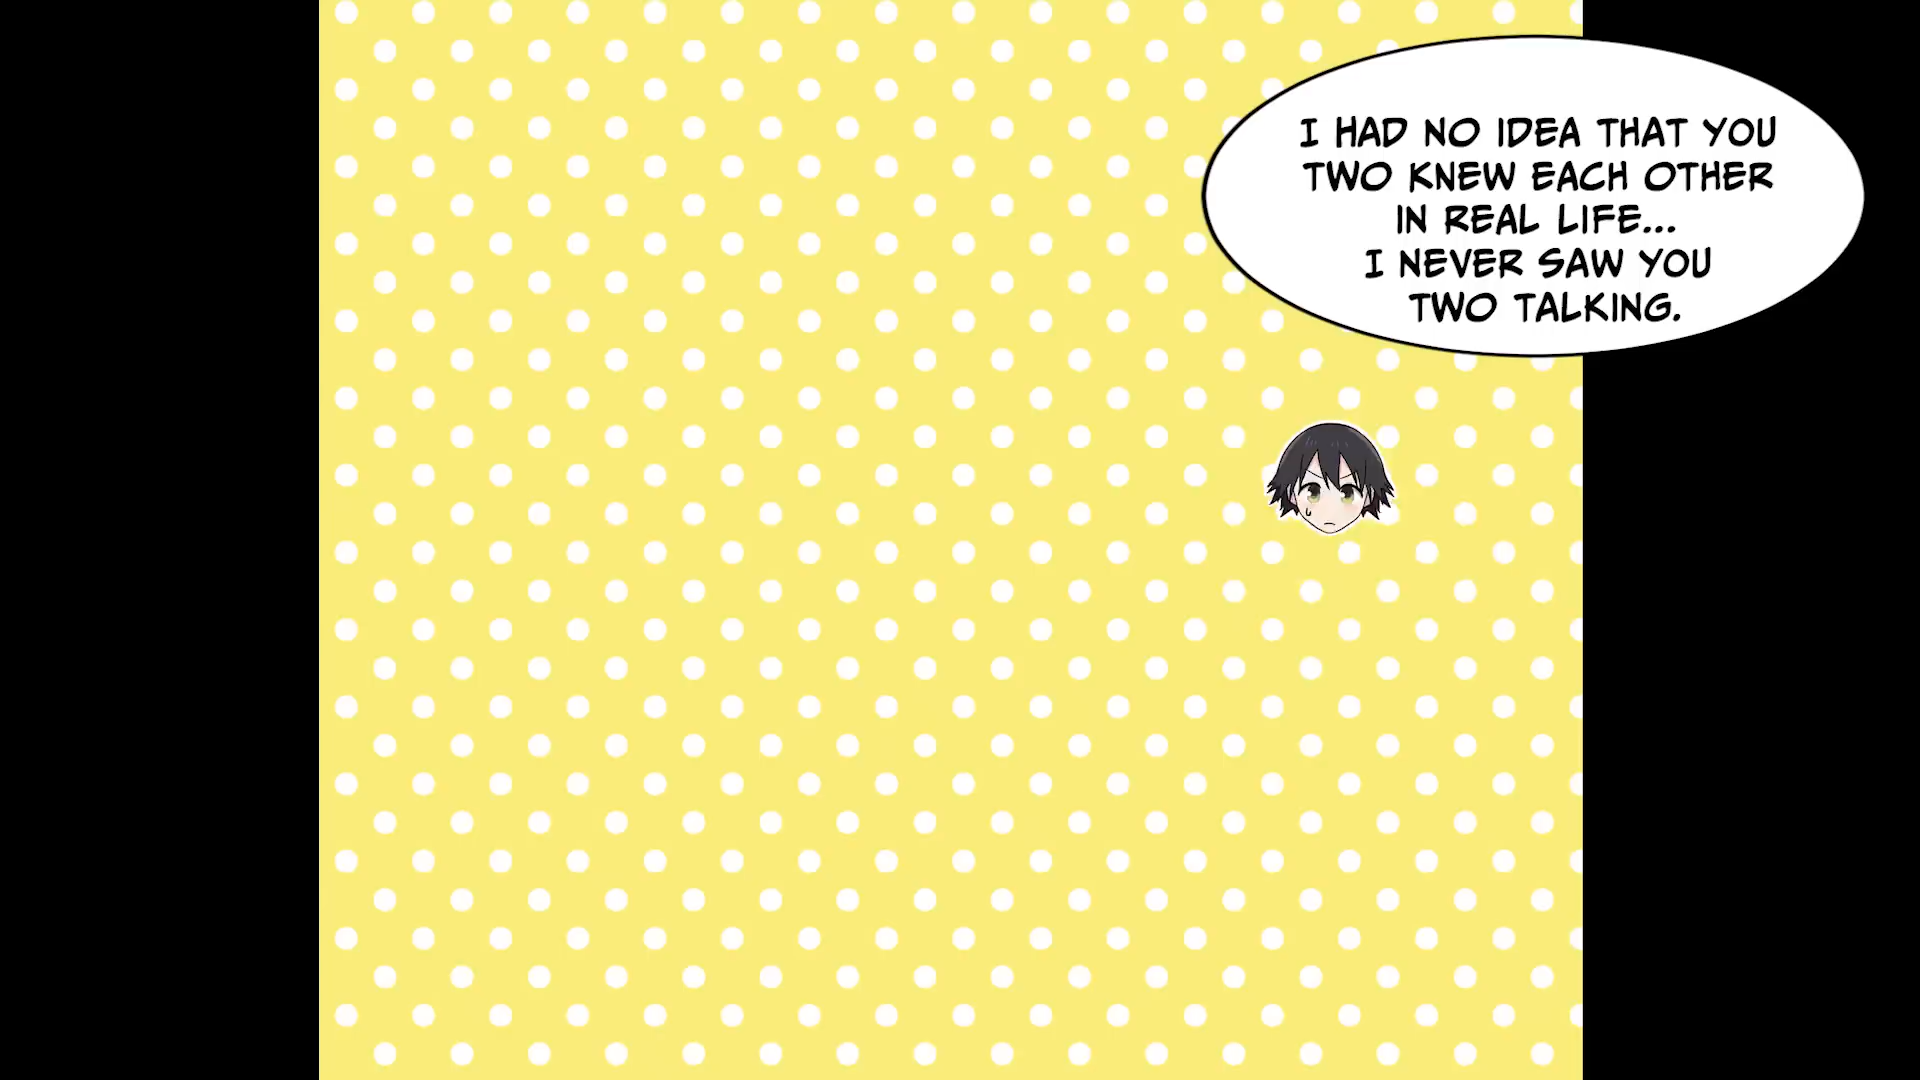 I HAD NO IDEA THAT YOU
TWO KNEW EACH OTHER
IN REAL LIFE...
I NEVER SAW YOU
TWO TALKING.